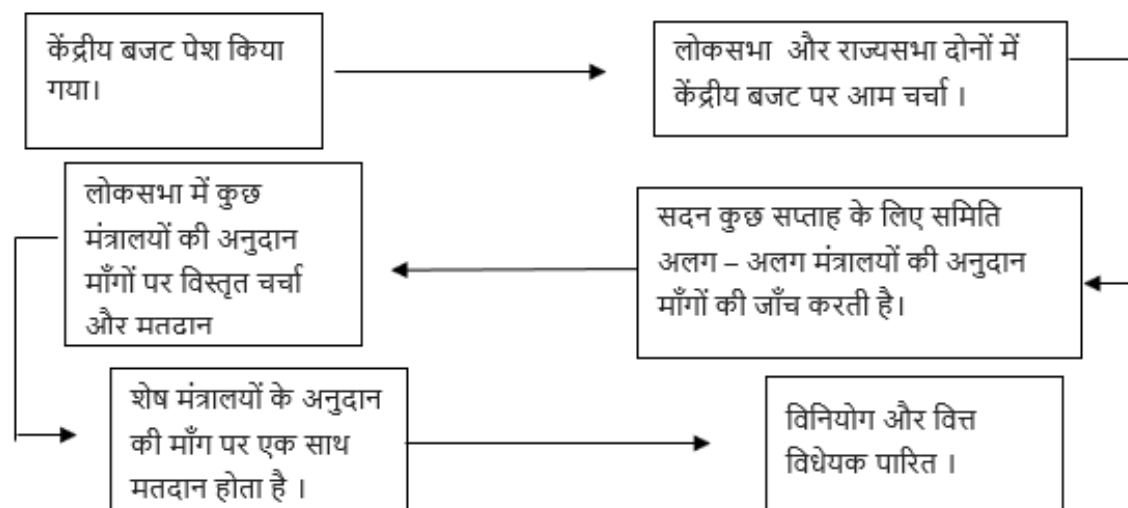 केंद्रीय बजट पेश किया
गया।
लोकसभा और राज्यसभा दोनों में
केंद्रीय बजट पर आम चर्चा ।
सदन कुछ सप्ताह के लिए समिति
अलग – अलग मंत्रालयों की अनुदान
माँगों की जाँच करती है।
लोकसभा में कुछ
मंत्रालयों की अनुदान
माँगों पर विस्तृत चर्चा
और मतदान
शेष मंत्रालयों के अनुदान
की माँग पर एक साथ
मतदान होता है ।
विनियोग और वित्त
विधेयक पारित ।